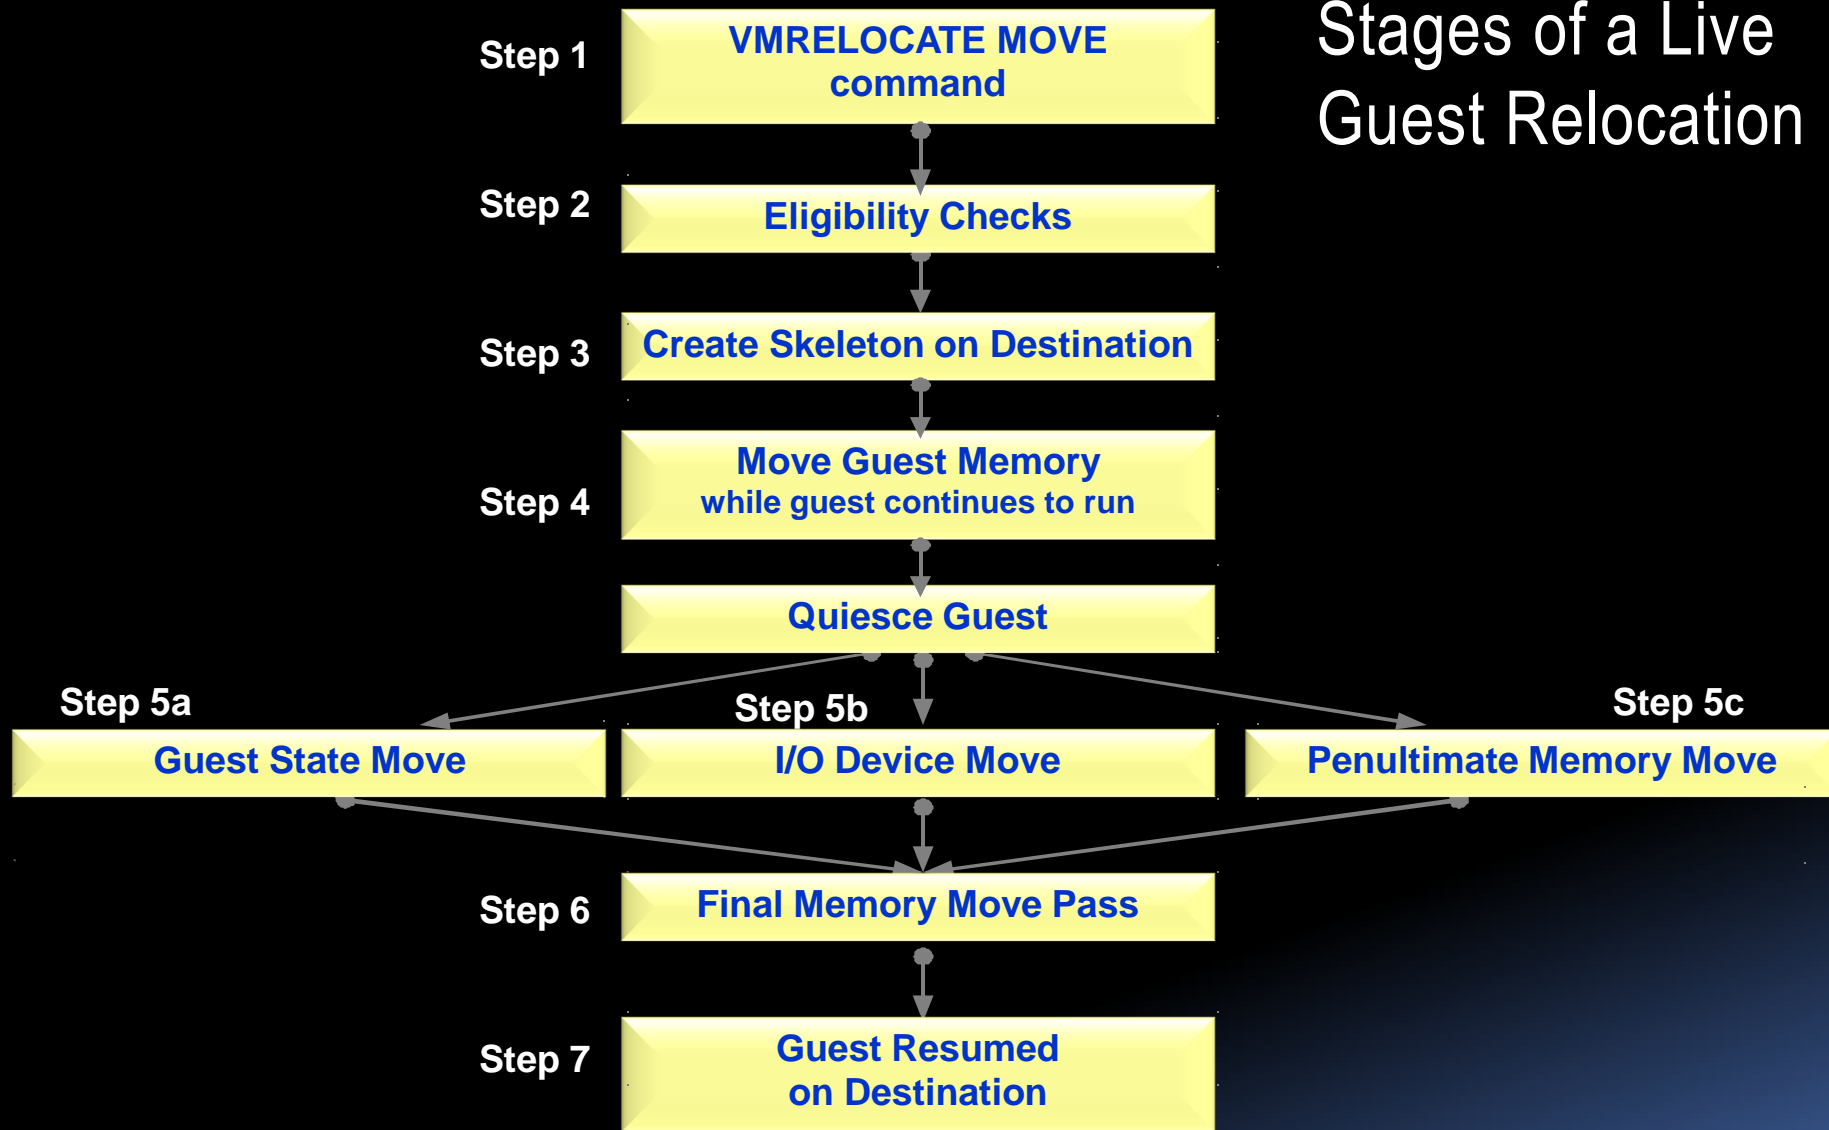 Stages of a Live
Guest Relocation
Step 1
VMRELOCATE MOVE
command
Step 2
Eligibility Checks
Step 3
Create Skeleton on Destination
Step 4
Move Guest Memory
while guest continues to run
Quiesce Guest
Step 5a
Step 5b
Step 5c
Guest State Move
I/O Device Move
Penultimate Memory Move
Step 6
Final Memory Move Pass
Step 7
Guest Resumed
on Destination